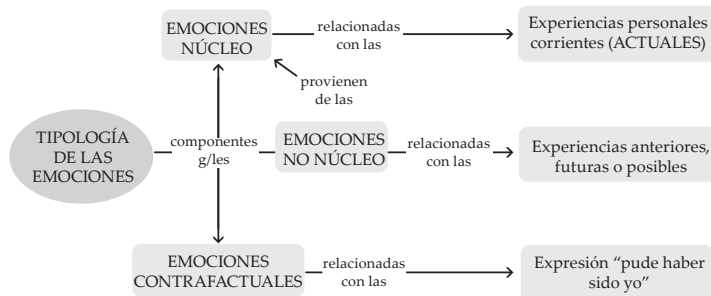 EMOCIONES
NÚCLEO
relacionadas
con las
Experiencias personales
corrientes (ACTUALES)
provienen
de las
TIPOLOGÍA
DE LAS
EMOCIONES
componentes
g/les
EMOCIONES
NO NÚCLEO
relacionadas
con las
Experiencias anteriores,
futuras o posibles
EMOCIONES
CONTRAFACTUALES
relacionadas
con las
Expresión “pude haber
sido yo”